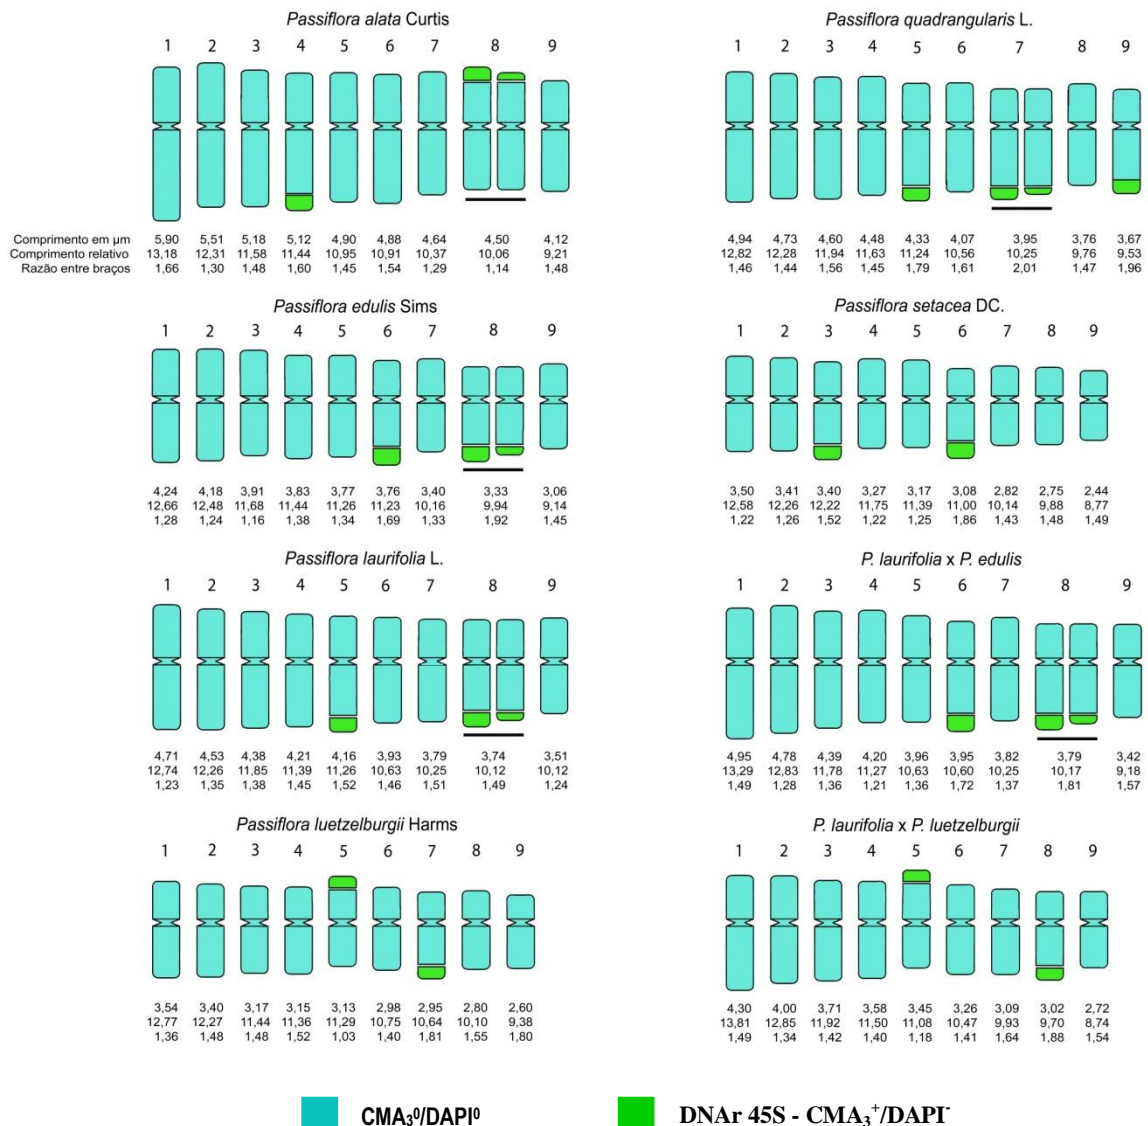 Passiflora alata Curtis
1 2 3 4 5 6 7 8 9
Comprimento em µm 5,90 5,51 5,18 5,12 4,90 4,88 4,64 4,50 4,12
Comprimento relativo 13,18 12,31 11,58 11,44 10,95 10,91 10,37 10,06 9,21
Razão entre braços 1,66 1,30 1,48 1,60 1,45 1,54 1,29 1,14 1,48
Passiflora quadrangularis L.
1 2 3 4 5 6 7 8 9
4,94 4,73 4,60 4,48 4,33 4,07 3,95 3,76 3,67
12,82 12,28 11,94 11,63 11,24 10,56 10,25 9,76 9,53
1,46 1,44 1,56 1,45 1,79 1,61 2,01 1,47 1,96
Passiflora edulis Sims
1 2 3 4 5 6 7 8 9
4,24 4,18 3,91 3,83 3,77 3,76 3,40 3,33 3,06
12,66 12,48 11,68 11,44 11,26 11,23 10,16 9,94 9,14
1,28 1,24 1,16 1,38 1,34 1,69 1,33 1,92 1,45
Passiflora setacea DC.
1 2 3 4 5 6 7 8 9
3,50 3,41 3,40 3,27 3,17 3,08 2,82 2,75 2,44
12,58 12,26 12,22 11,75 11,39 11,00 10,14 9,88 8,77
1,22 1,26 1,52 1,22 1,25 1,86 1,43 1,48 1,49
Passiflora laurifolia L.
1 2 3 4 5 6 7 8 9
4,71 4,53 4,38 4,21 4,16 3,93 3,79 3,74 3,51
12,74 12,26 11,85 11,39 11,26 10,63 10,25 10,12 10,12
1,23 1,35 1,38 1,45 1,52 1,46 1,51 1,49 1,24
P. laurifolia x P. edulis
1 2 3 4 5 6 7 8 9
4,95 4,78 4,39 4,20 3,96 3,95 3,82 3,79 3,42
13,29 12,83 11,78 11,27 10,63 10,60 10,25 10,17 9,18
1,49 1,28 1,36 1,21 1,36 1,72 1,37 1,81 1,57
Passiflora luetzelburgii Harms
1 2 3 4 5 6 7 8 9
3,54 3,40 3,17 3,15 3,13 2,98 2,95 2,80 2,60
12,77 12,27 11,44 11,36 11,29 10,75 10,64 10,10 9,38
1,36 1,48 1,48 1,52 1,03 1,40 1,81 1,55 1,80
P. laurifolia x P. luetzelburgii
1 2 3 4 5 6 7 8 9
4,30 4,00 3,71 3,58 3,45 3,26 3,09 3,02 2,72
13,81 12,85 11,92 11,50 11,08 10,47 9,93 9,70 8,74
1,49 1,34 1,42 1,40 1,18 1,41 1,64 1,88 1,54
CMA₃⁰/DAPI⁰
DNAr 45S - CMA₃⁺/DAPI⁻